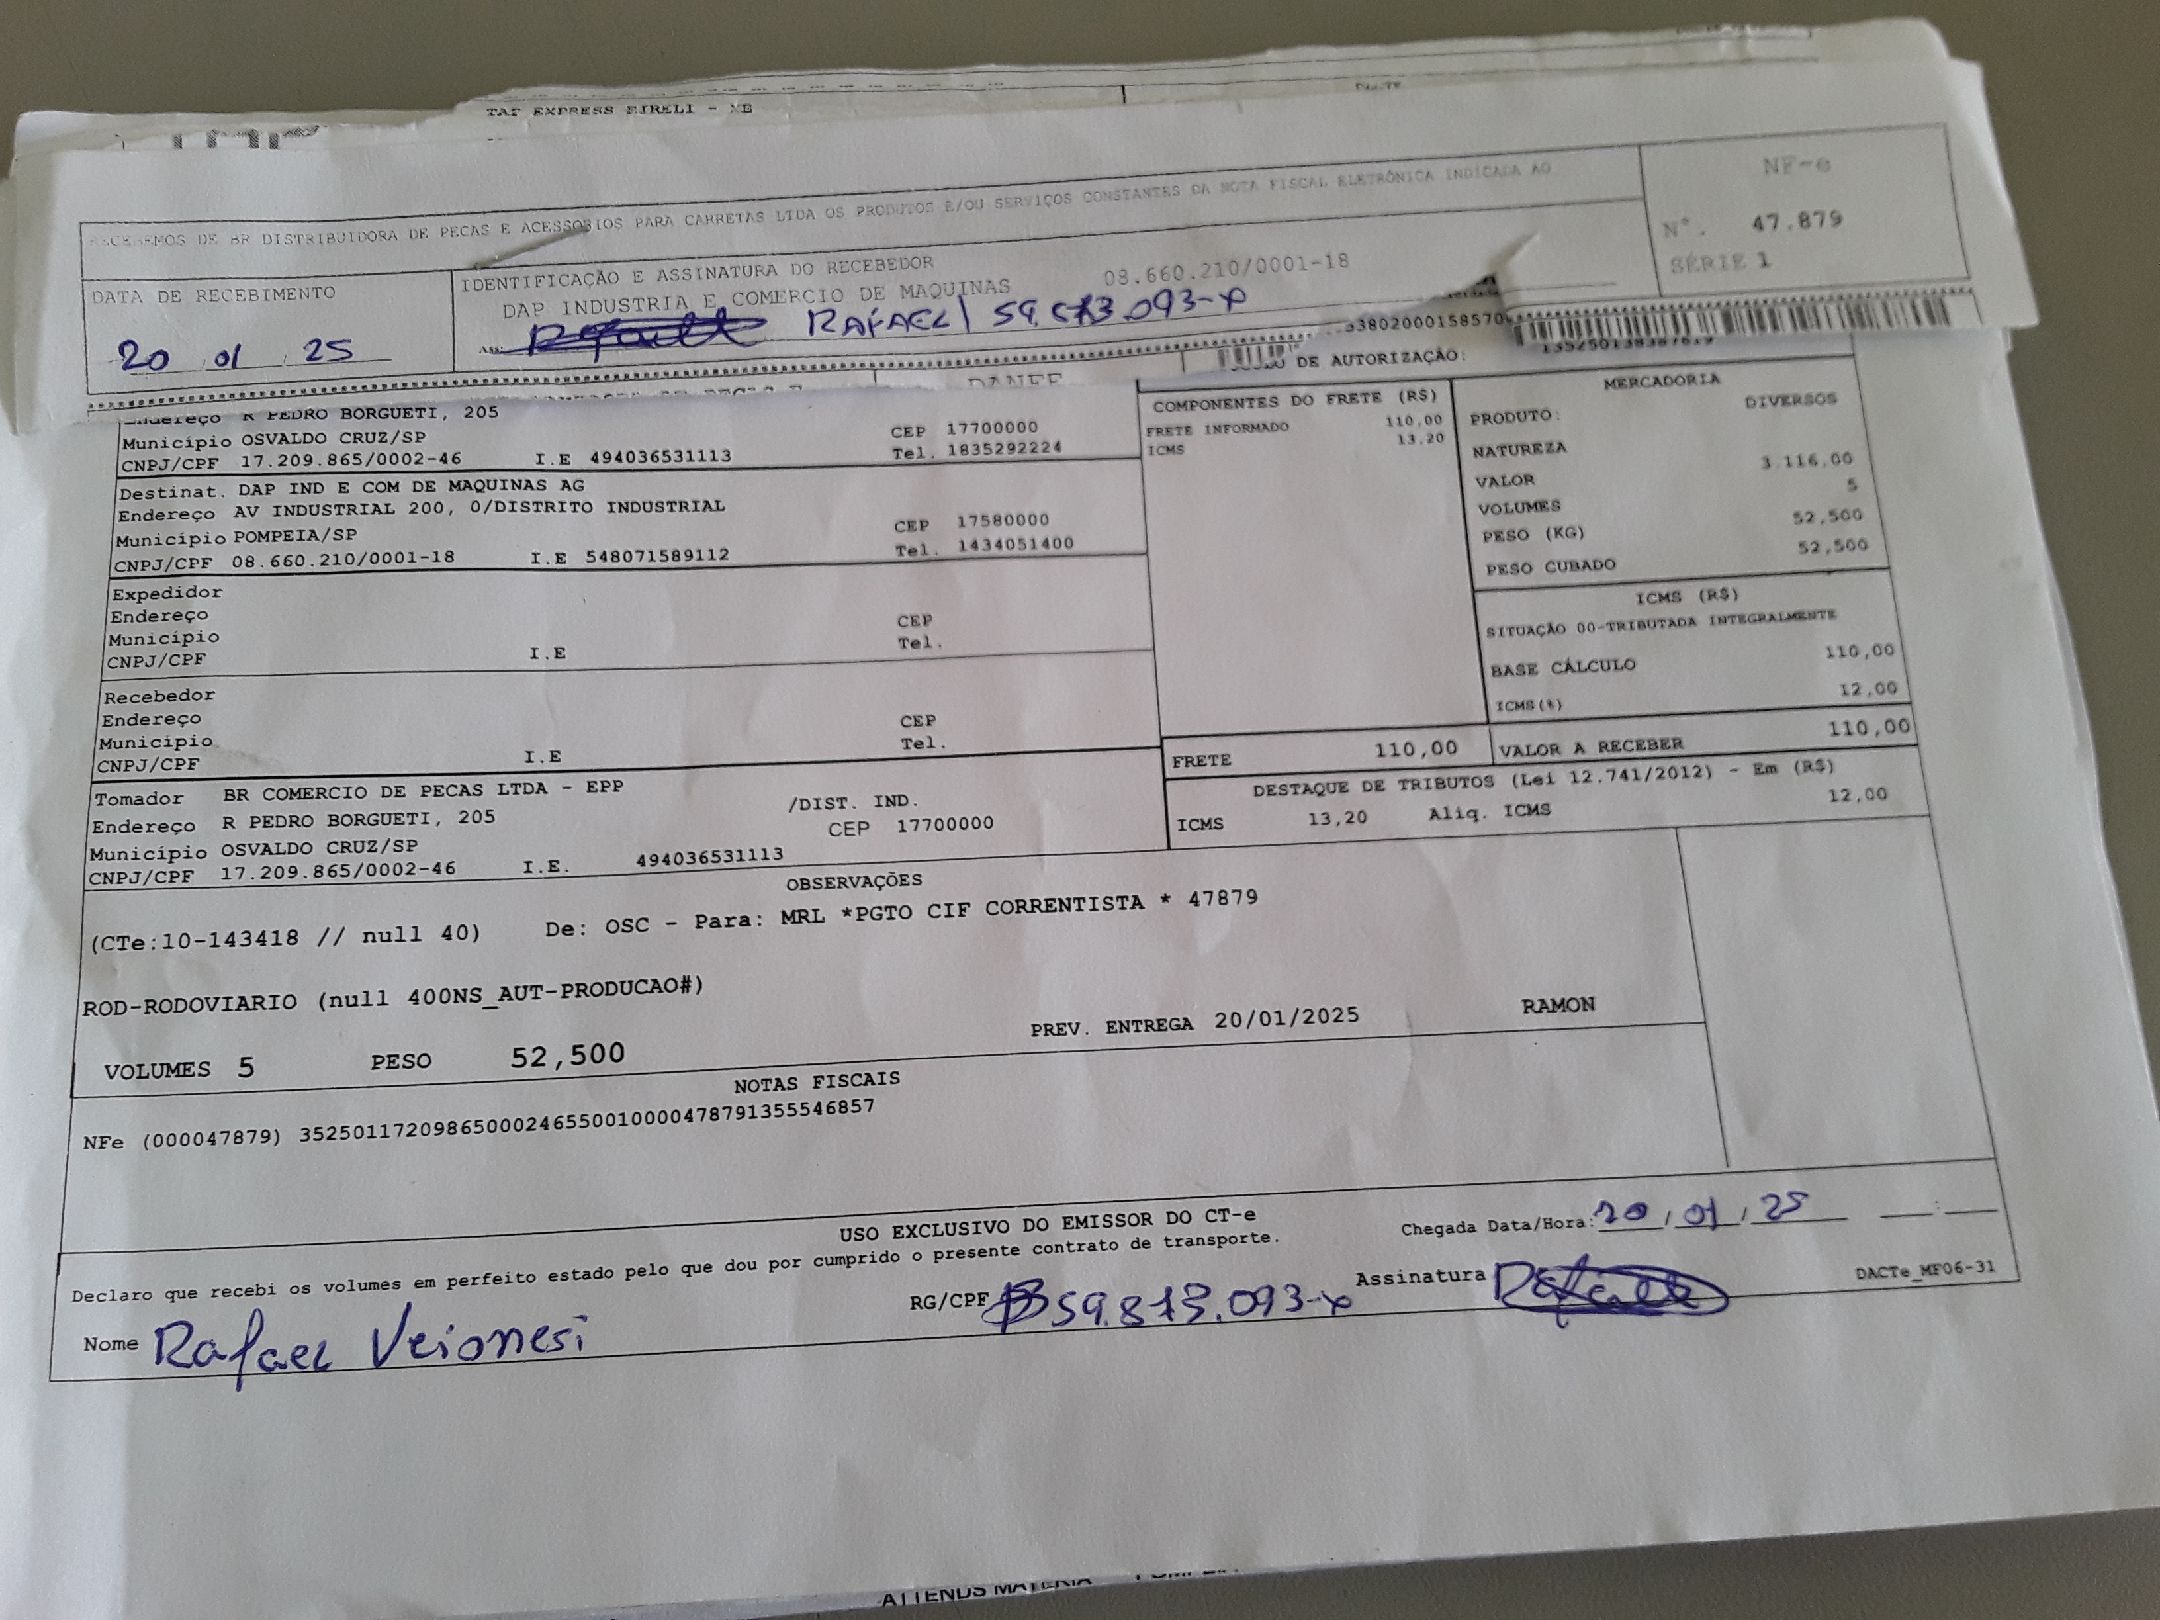 TAF EXPRESS EIRELI - ME
RECEBEMOS DE BR DISTRIBUIDORA DE PECAS E ACESSORIOS PARA CARRETAS LTDA OS PRODUTOS E/OU SERVIÇOS CONSTANTES DA NOTA FISCAL ELETRÔNICA INDICADA AO
NF-e
Nº. 47.879
SÉRIE 1
DATA DE RECEBIMENTO
20 01 25
IDENTIFICAÇÃO E ASSINATURA DO RECEBEDOR
DAP INDUSTRIA E COMERCIO DE MAQUINAS 08.660.210/0001-18
RAFAEL
DANFE
DE AUTORIZAÇÃO:
Endereço R PEDRO BORGUETI, 205
Município OSVALDO CRUZ/SP CEP 17700000
CNPJ/CPF 17.209.865/0002-46 I.E 494036531113 Tel. 1835292224
Destinat. DAP IND E COM DE MAQUINAS AG
Endereço AV INDUSTRIAL 200, 0/DISTRITO INDUSTRIAL
Município POMPEIA/SP CEP 17580000
CNPJ/CPF 08.660.210/0001-18 I.E 548071589112 Tel. 1434051400
Expedidor
Endereço
Município CEP
CNPJ/CPF I.E Tel.
Recebedor
Endereço
Município CEP
CNPJ/CPF I.E Tel.
Tomador BR COMERCIO DE PECAS LTDA - EPP
Endereço R PEDRO BORGUETI, 205 /DIST. IND.
Município OSVALDO CRUZ/SP CEP 17700000
CNPJ/CPF 17.209.865/0002-46 I.E. 494036531113
COMPONENTES DO FRETE (R$)
FRETE INFORMADO 110,00
ICMS 13.20
MERCADORIA
PRODUTO: DIVERSOS
NATUREZA
VALOR 3.116,00
VOLUMES 5
PESO (KG) 52,500
PESO CUBADO 52,500
ICMS (R$)
SITUAÇÃO 00-TRIBUTADA INTEGRALMENTE
BASE CÁLCULO 110,00
ICMS(%) 12,00
FRETE 110,00 VALOR A RECEBER 110,00
DESTAQUE DE TRIBUTOS (Lei 12.741/2012) - Em (R$)
ICMS 13,20 Aliq. ICMS 12,00
OBSERVAÇÕES
(CTe:10-143418 // null 40) De: OSC - Para: MRL *PGTO CIF CORRENTISTA * 47879
ROD-RODOVIARIO (null 400NS_AUT-PRODUCAO#)
PREV. ENTREGA 20/01/2025 RAMON
VOLUMES 5 PESO 52,500
NOTAS FISCAIS
NFe (000047879) 35250117209865000246550010000478791355546857
USO EXCLUSIVO DO EMISSOR DO CT-e
Declaro que recebi os volumes em perfeito estado pelo que dou por cumprido o presente contrato de transporte.
Chegada Data/Hora: 20 / 01 / 25 :
Nome Rafael Veronesi RG/CPF 59.873.093-x Assinatura
DACTe_MF06-31